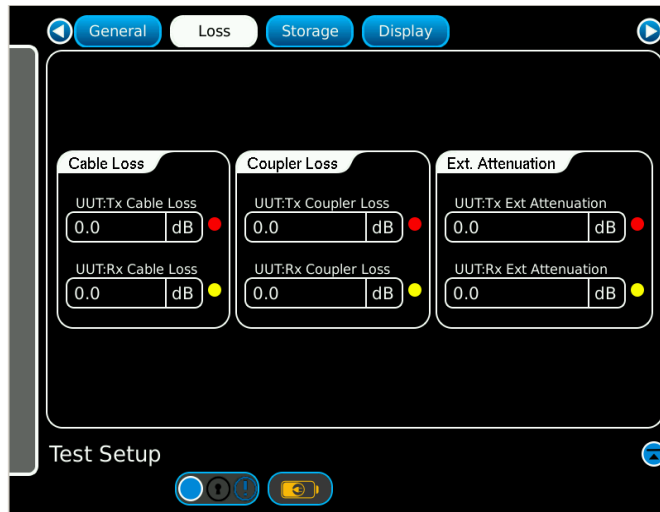 General Loss Storage Display
Cable Loss Coupler Loss Ext. Attenuation
UUT:Tx Cable Loss UUT:Tx Coupler Loss UUT:Tx Ext Attenuation
0.0 dB 0.0 dB 0.0 dB
UUT:Rx Cable Loss UUT:Rx Coupler Loss UUT:Rx Ext Attenuation
0.0 dB 0.0 dB 0.0 dB
Test Setup